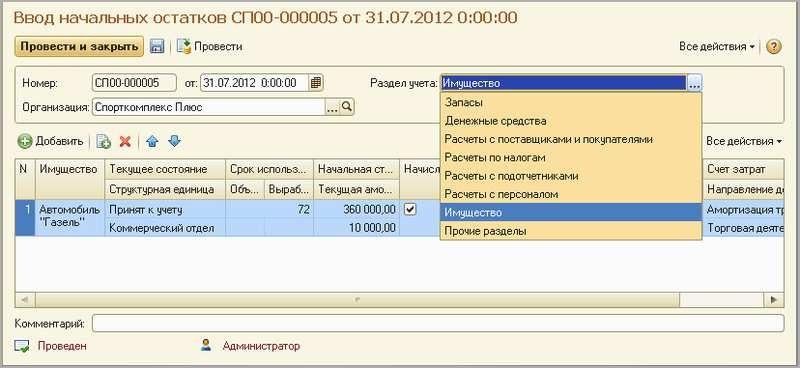 Ввод начальных остатков СП00-000005 от 31.07.2012 0:00:00
Провести и закрыть Провести Все действия
Номер: СП00-000005 от: 31.07.2012 0:00:00 Раздел учета: Имущество
Организация: Спорткомплекс Плюс
Запасы
Денежные средства
Расчеты с поставщиками и покупателями
Расчеты по налогам
Расчеты с подотчетниками
Расчеты с персоналом
Имущество
Прочие разделы
Добавить Все действия
N Имущество Текущее состояние Срок использ... Начальная ст... Начисл Счет затрат
Структурная единица Объ... Выраб... Текущая амо... Направление де
1 Автомобиль Принят к учету 72 360 000,00 Амортизация тр
"Газель" Коммерческий отдел 10 000,00 Торговая деяте
Комментарий:
Проведен Администратор